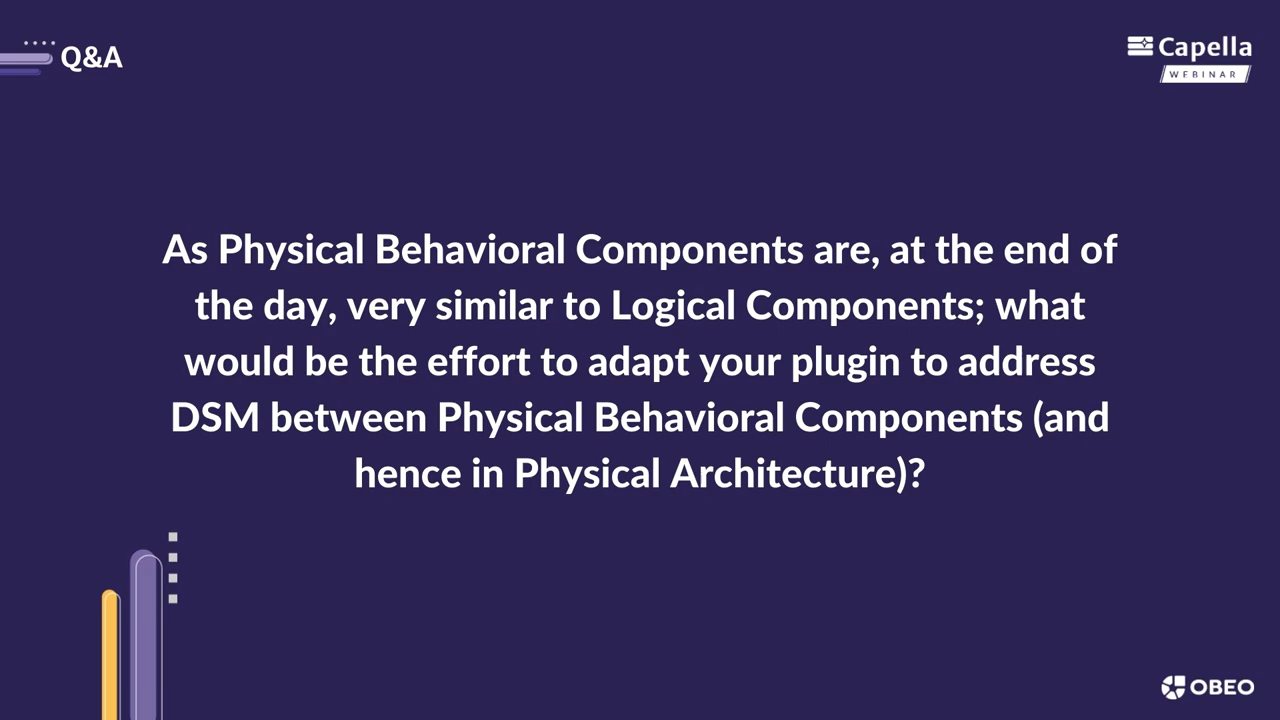 Q&A
Capella
WEBINAR
As Physical Behavioral Components are, at the end of
the day, very similar to Logical Components; what
would be the effort to adapt your plugin to address
DSM between Physical Behavioral Components (and
hence in Physical Architecture)?
OBEO